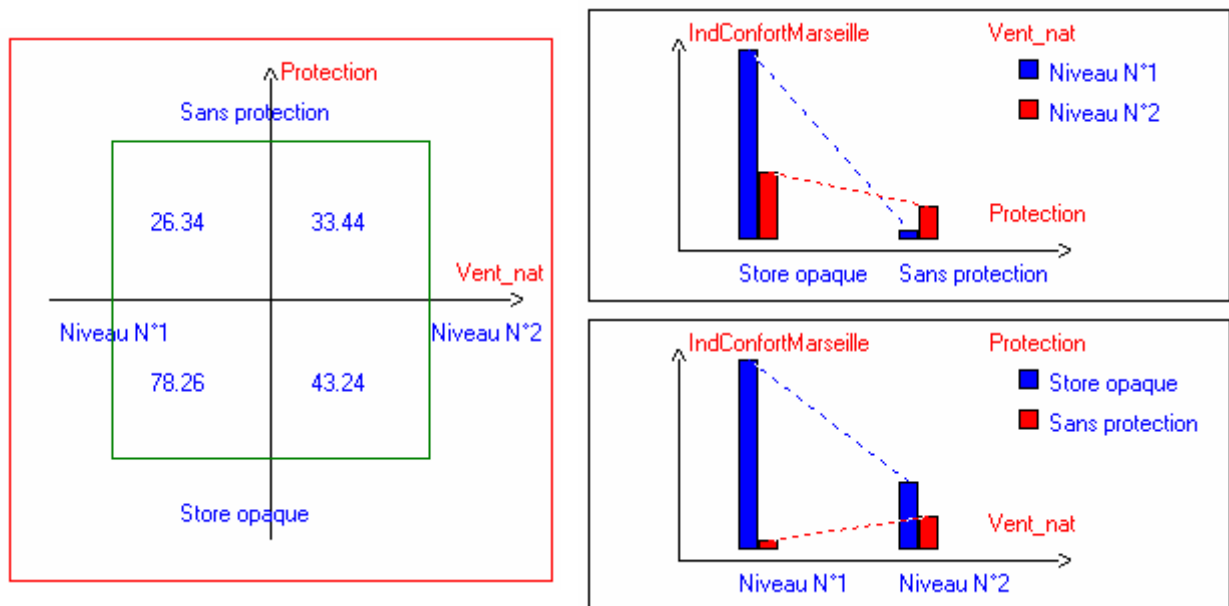 Protection
Sans protection
26.34 33.44
Vent_nat
Niveau N°1 Niveau N°2
78.26 43.24
Store opaque
IndConfortMarseille
Vent_nat
Niveau N°1
Niveau N°2
Protection
Store opaque Sans protection
IndConfortMarseille
Protection
Store opaque
Sans protection
Vent_nat
Niveau N°1 Niveau N°2